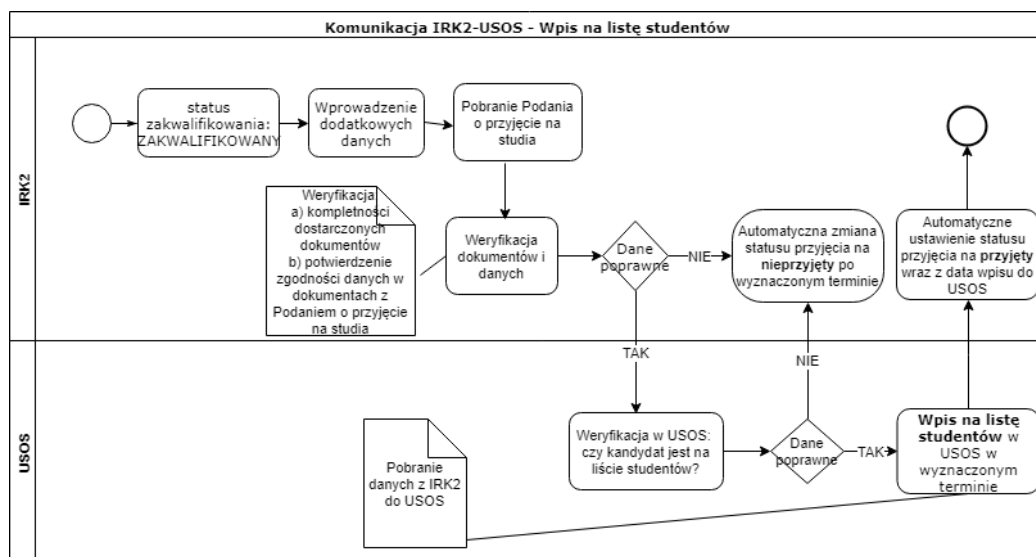 Komunikacja IRK2-USOS - Wpis na listę studentów
IRK2
status
zakwalifikowania:
ZAKWALIFIKOWANY
Wprowadzenie
dodatkowych
danych
Pobranie Podania
o przyjęcie na
studia
Weryfikacja
a) kompletności
dostarczonych
dokumentów
b) potwierdzenie
zgodności danych w
dokumentach z
Podaniem o przyjęcie
na studia
Weryfikacja
dokumentów i
danych
Dane
poprawne
NIE
Automatyczna zmiana
statusu przyjęcia na
nieprzyjęty po
wyznaczonym terminie
Automatyczne
ustawienie statusu
przyjęcia na przyjęty
wraz z data wpisu do
USOS
TAK
NIE
USOS
Pobranie
danych z IRK2
do USOS
Weryfikacja w USOS:
czy kandydat jest na
liście studentów?
Dane
poprawne
TAK
Wpis na listę
studentów w
USOS w
wyznaczonym
terminie